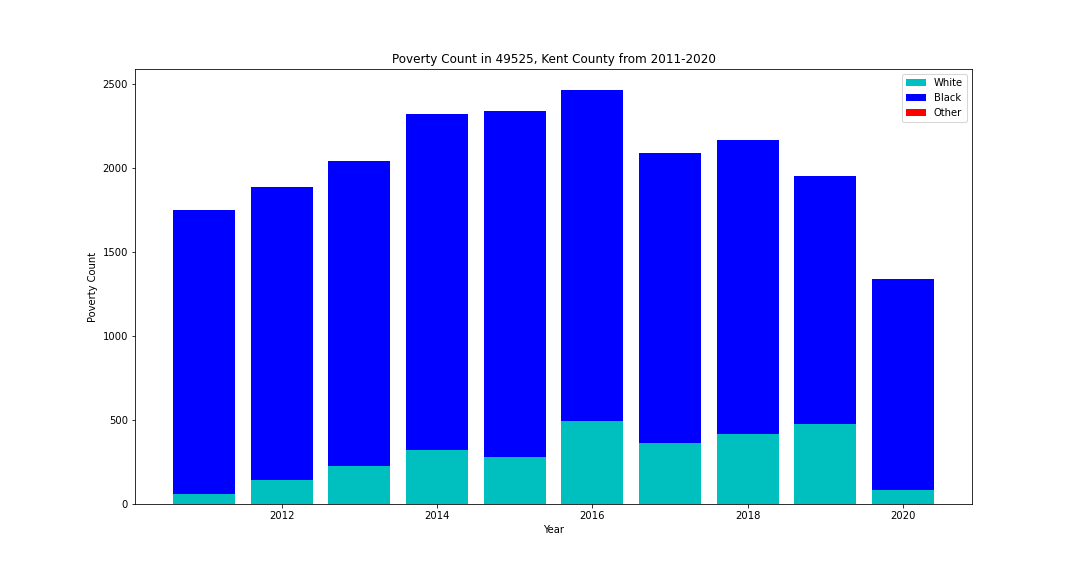 Poverty Count in 49525, Kent County from 2011-2020
White
Black
Other
2500
2000
1500
1000
500
0
Poverty Count
2012 2014 2016 2018 2020
Year